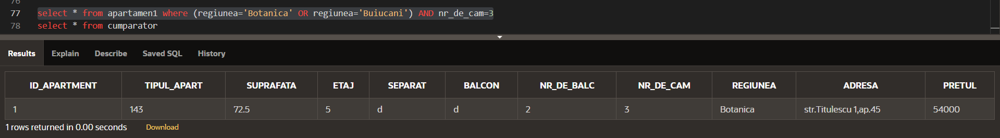 76
77 select * from apartamen1 where (regiunea='Botanica' OR regiunea='Buiucani') AND nr_de_cam=3
78 select * from cumparator
Results Explain Describe Saved SQL History
ID_APARTMENT TIPUL_APART SUPRAFATA ETAJ SEPARAT BALCON NR_DE_BALC NR_DE_CAM REGIUNEA ADRESA PRETUL
1 143 72.5 5 d d 2 3 Botanica str.Titulescu 1,ap.45 54000
1 rows returned in 0.00 seconds Download